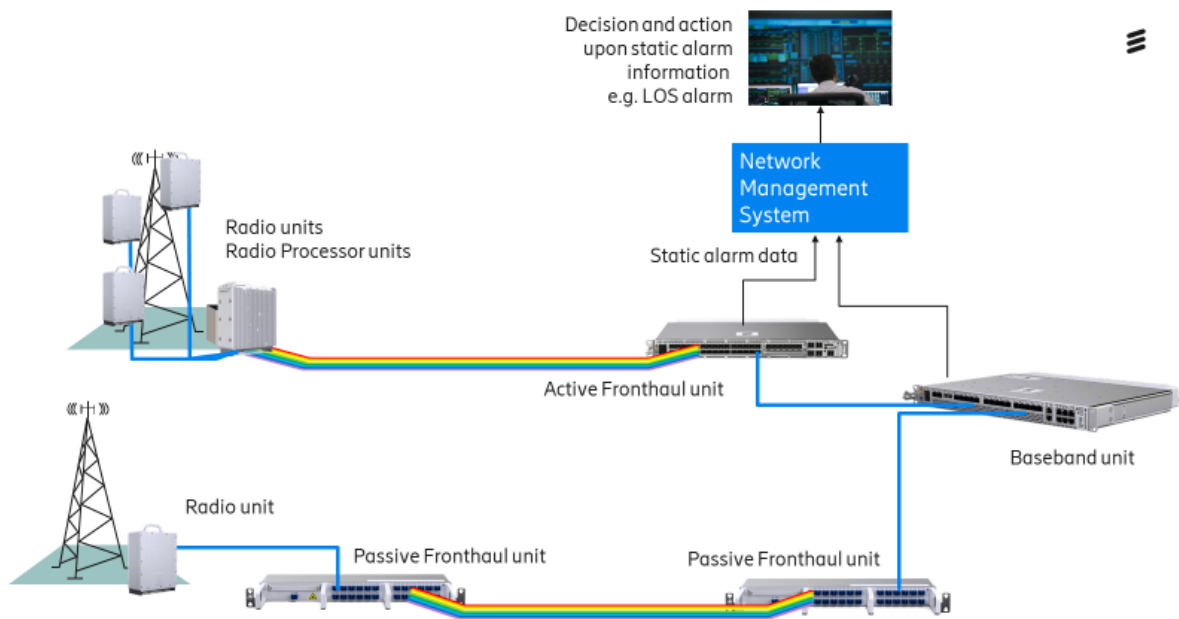 Decision and action
upon static alarm
information
e.g. LOS alarm
Network
Management
System
Radio units
Radio Processor units
Static alarm data
Active Fronthaul unit
Baseband unit
Radio unit
Passive Fronthaul unit
Passive Fronthaul unit